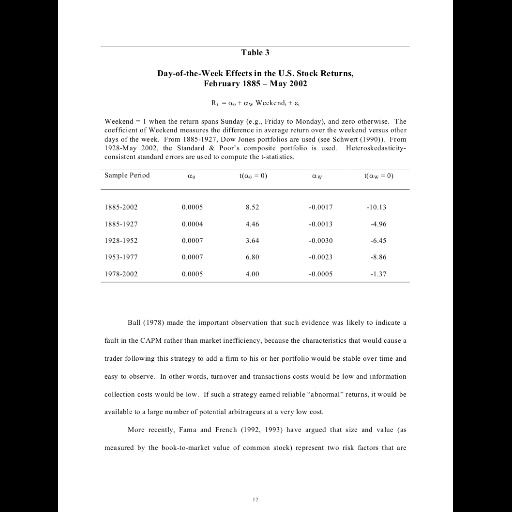 Table 3
Day-of-the-Week Effects in the U.S. Stock Returns,
February 1885 – May 2002
Rₜ = α₀ + αw Weekendₜ + εₜ
Weekend = 1 when the return spans Sunday (e.g., Friday to Monday), and zero otherwise. The
coefficient of Weekend measures the difference in average return over the weekend versus other
days of the week. From 1885-1927, Dow Jones portfolios are used (see Schwert (1990)). From
1928-May 2002, the Standard & Poor's composite portfolio is used. Heteroskedasticity-
consistent standard errors are used to compute the t-statistics.
Sample Period α₀ t(α₀ = 0) αw t(αw = 0)
1885-2002 0.0005 8.52 -0.0017 -10.13
1885-1927 0.0004 4.46 -0.0013 -4.96
1928-1952 0.0007 3.64 -0.0030 -6.45
1953-1977 0.0007 6.80 -0.0023 -8.86
1978-2002 0.0005 4.00 -0.0005 -1.37
Ball (1978) made the important observation that such evidence was likely to indicate a
fault in the CAPM rather than market inefficiency, because the characteristics that would cause a
trader following this strategy to add a firm to his or her portfolio would be stable over time and
easy to observe. In other words, turnover and transactions costs would be low and information
collection costs would be low. If such a strategy earned reliable "abnormal" returns, it would be
available to a large number of potential arbitrageurs at a very low cost.
More recently, Fama and French (1992, 1993) have argued that size and value (as
measured by the book-to-market value of common stock) represent two risk factors that are